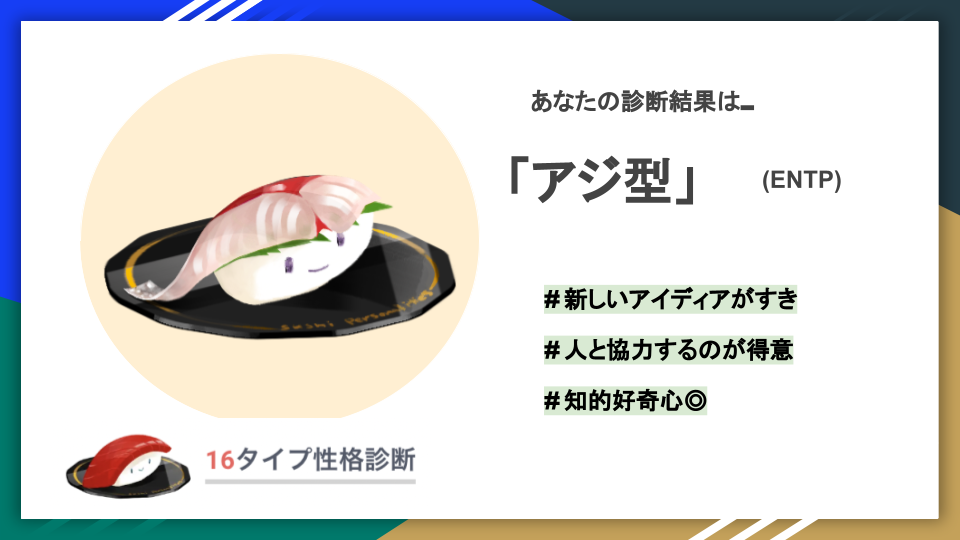 あなたの診断結果は…
「アジ型」 (ENTP)
#新しいアイディアがすき
#人と協力するのが得意
#知的好奇心◎
Sushi Personalities
16タイプ性格診断